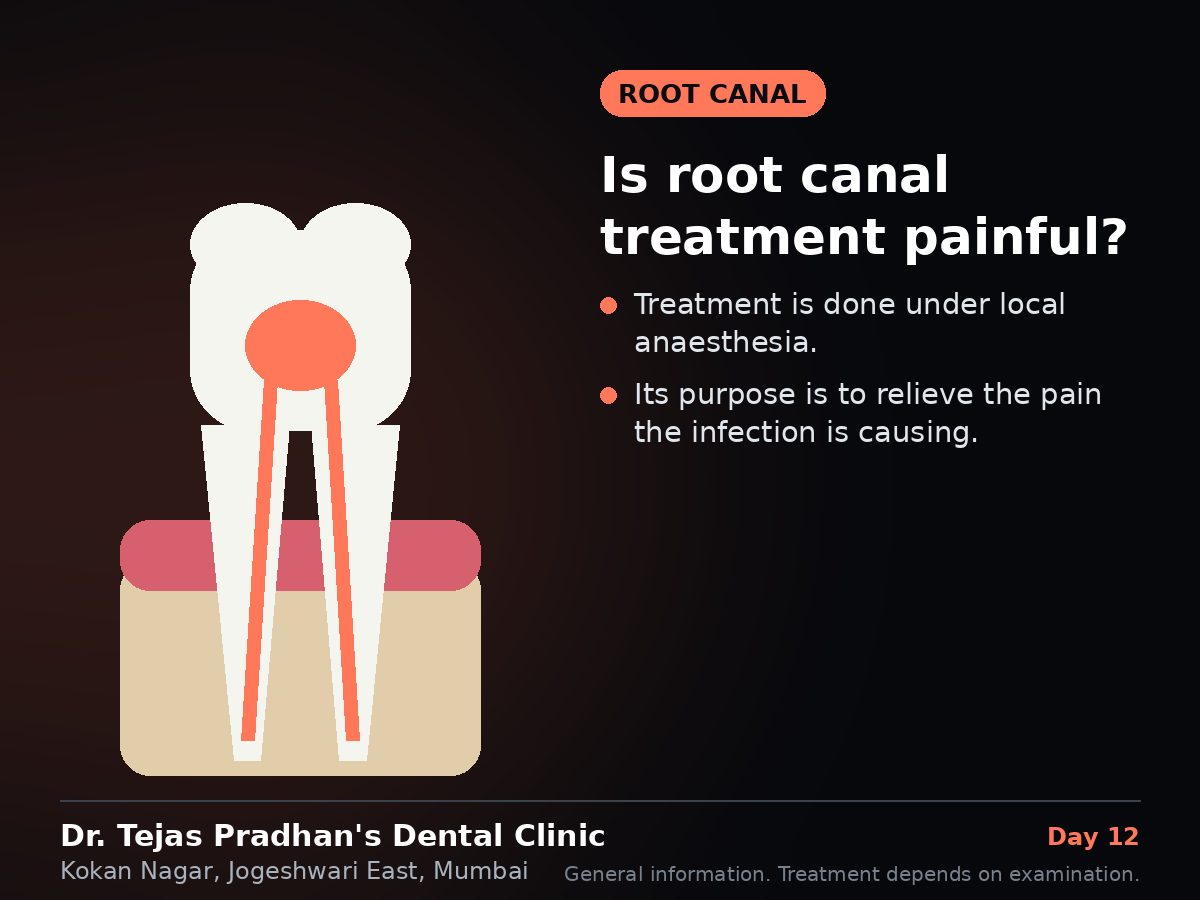 ROOT CANAL
Is root canal
treatment painful?
Treatment is done under local
anaesthesia.
Its purpose is to relieve the pain
the infection is causing.
Dr. Tejas Pradhan's Dental Clinic
Day 12
Kokan Nagar, Jogeshwari East, Mumbai
General information. Treatment depends on examination.